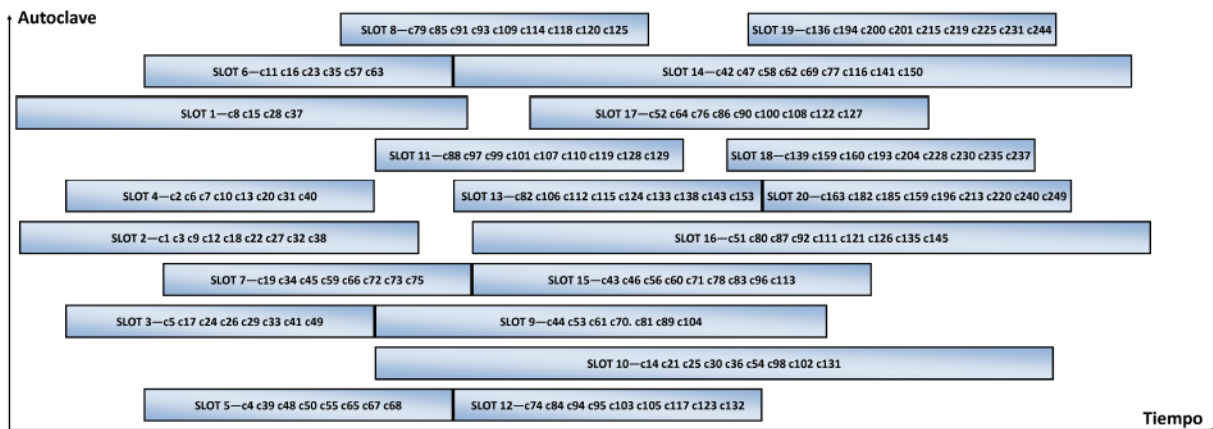 Autoclave
SLOT 8—c79 c85 c91 c93 c109 c114 c118 c120 c125
SLOT 19—c136 c194 c200 c201 c215 c219 c225 c231 c244
SLOT 6—c11 c16 c23 c35 c57 c63
SLOT 14—c42 c47 c58 c62 c69 c77 c116 c141 c150
SLOT 1—c8 c15 c28 c37
SLOT 17—c52 c64 c76 c86 c90 c100 c108 c122 c127
SLOT 11—c88 c97 c99 c101 c107 c110 c119 c128 c129
SLOT 18—c139 c159 c160 c193 c204 c228 c230 c235 c237
SLOT 4—c2 c6 c7 c10 c13 c20 c31 c40
SLOT 13—c82 c106 c112 c115 c124 c133 c138 c143 c153
SLOT 20—c163 c182 c185 c159 c196 c213 c220 c240 c249
SLOT 2—c1 c3 c9 c12 c18 c22 c27 c32 c38
SLOT 16—c51 c80 c87 c92 c111 c121 c126 c135 c145
SLOT 7—c19 c34 c45 c59 c66 c72 c73 c75
SLOT 15—c43 c46 c56 c60 c71 c78 c83 c96 c113
SLOT 3—c5 c17 c24 c26 c29 c33 c41 c49
SLOT 9—c44 c53 c61 c70. c81 c89 c104
SLOT 10—c14 c21 c25 c30 c36 c54 c98 c102 c131
SLOT 5—c4 c39 c48 c50 c55 c65 c67 c68
SLOT 12—c74 c84 c94 c95 c103 c105 c117 c123 c132
Tiempo